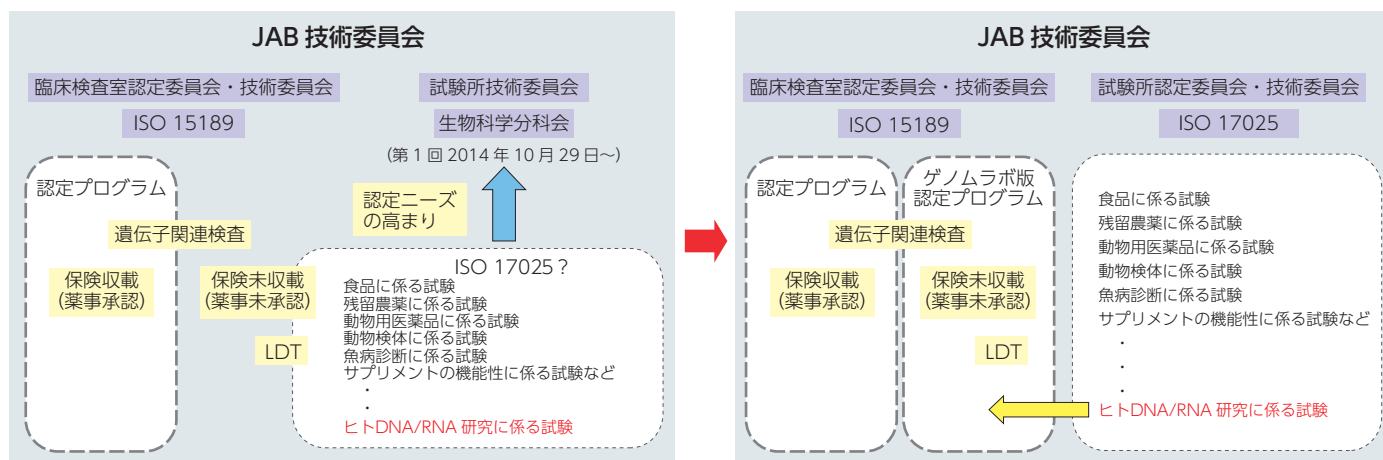 JAB 技術委員会
臨床検査室認定委員会・技術委員会
ISO 15189
試験所技術委員会
生物科学分科会
(第 1 回 2014 年 10 月 29 日～)
認定プログラム
認定ニーズ
の高まり
遺伝子関連検査
保険収載
(薬事承認)
保険未収載
(薬事未承認)
LDT
ISO 17025 ?
食品に係る試験
残留農薬に係る試験
動物用医薬品に係る試験
動物検体に係る試験
魚病診断に係る試験
サプリメントの機能性に係る試験など
・
・
ヒトDNA/RNA 研究に係る試験
JAB 技術委員会
臨床検査室認定委員会・技術委員会
ISO 15189
試験所認定委員会・技術委員会
ISO 17025
認定プログラム
ゲノムラボ版
認定プログラム
遺伝子関連検査
保険収載
(薬事承認)
保険未収載
(薬事未承認)
LDT
食品に係る試験
残留農薬に係る試験
動物用医薬品に係る試験
動物検体に係る試験
魚病診断に係る試験
サプリメントの機能性に係る試験など
・
・
・
ヒトDNA/RNA 研究に係る試験